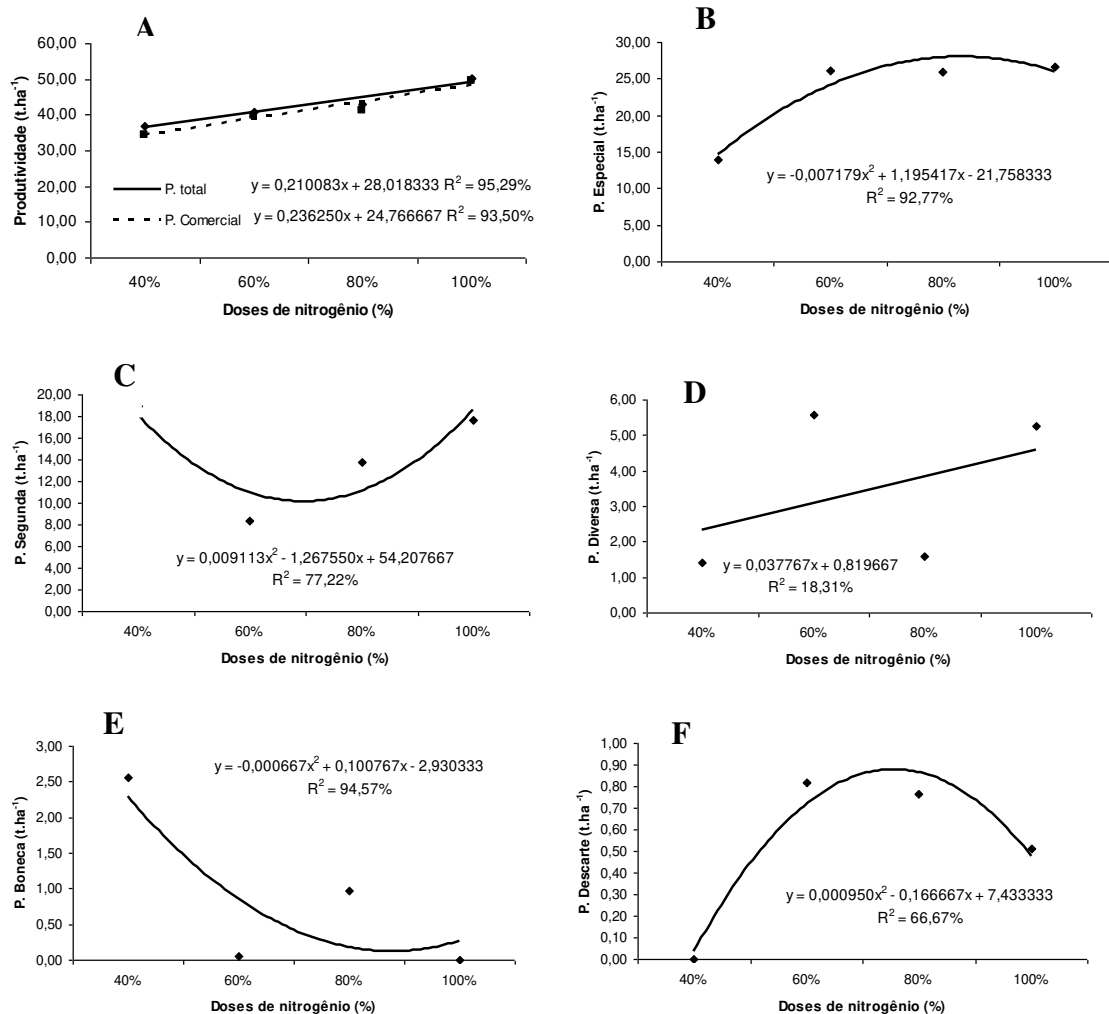 A
60,00
50,00
40,00
30,00
20,00
10,00
0,00
Produtividade (t.ha⁻¹)
P. total
y = 0,210083x + 28,018333 R² = 95,29%
P. Comercial
y = 0,236250x + 24,766667 R² = 93,50%
40% 60% 80% 100%
Doses de nitrogênio (%)
B
30,00
25,00
20,00
15,00
10,00
5,00
0,00
P. Especial (t.ha⁻¹)
y = -0,007179x² + 1,195417x - 21,758333
R² = 92,77%
40% 60% 80% 100%
Doses de nitrogênio (%)
C
20,00
18,00
16,00
14,00
12,00
10,00
8,00
6,00
4,00
2,00
0,00
P. Segunda (t.ha⁻¹)
y = 0,009113x² - 1,267550x + 54,207667
R² = 77,22%
40% 60% 80% 100%
Doses de nitrogênio (%)
D
6,00
5,00
4,00
3,00
2,00
1,00
0,00
P. Diversa (t.ha⁻¹)
y = 0,037767x + 0,819667
R² = 18,31%
40% 60% 80% 100%
Doses de nitrogênio (%)
E
3,00
2,50
2,00
1,50
1,00
0,50
0,00
P. Boneca (t.ha⁻¹)
y = -0,000667x² + 0,100767x - 2,930333
R² = 94,57%
40% 60% 80% 100%
Doses de nitrogênio (%)
F
1,00
0,90
0,80
0,70
0,60
0,50
0,40
0,30
0,20
0,10
0,00
P. Descarte (t.ha⁻¹)
y = 0,000950x² - 0,166667x + 7,433333
R² = 66,67%
40% 60% 80% 100%
Doses de nitrogênio (%)